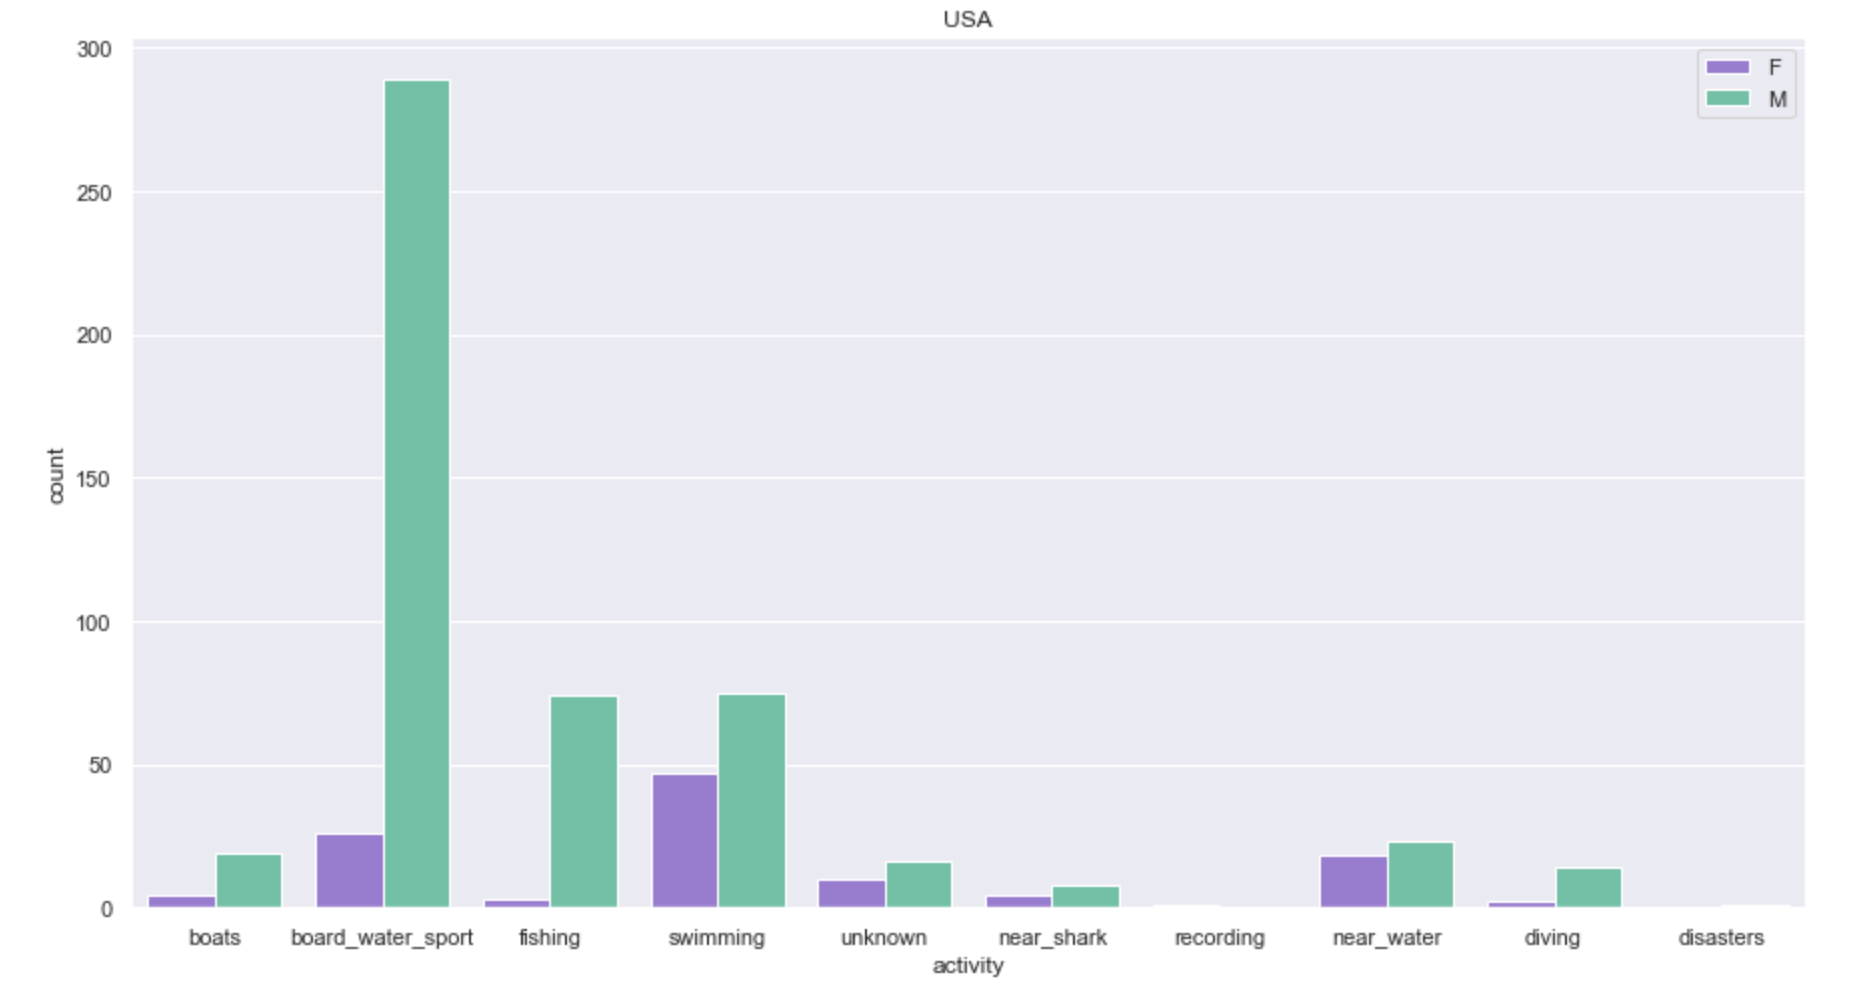 USA
300
250
200
150
100
50
0
count
F
M
boats board_water_sport fishing swimming unknown near_shark recording near_water diving disasters
activity